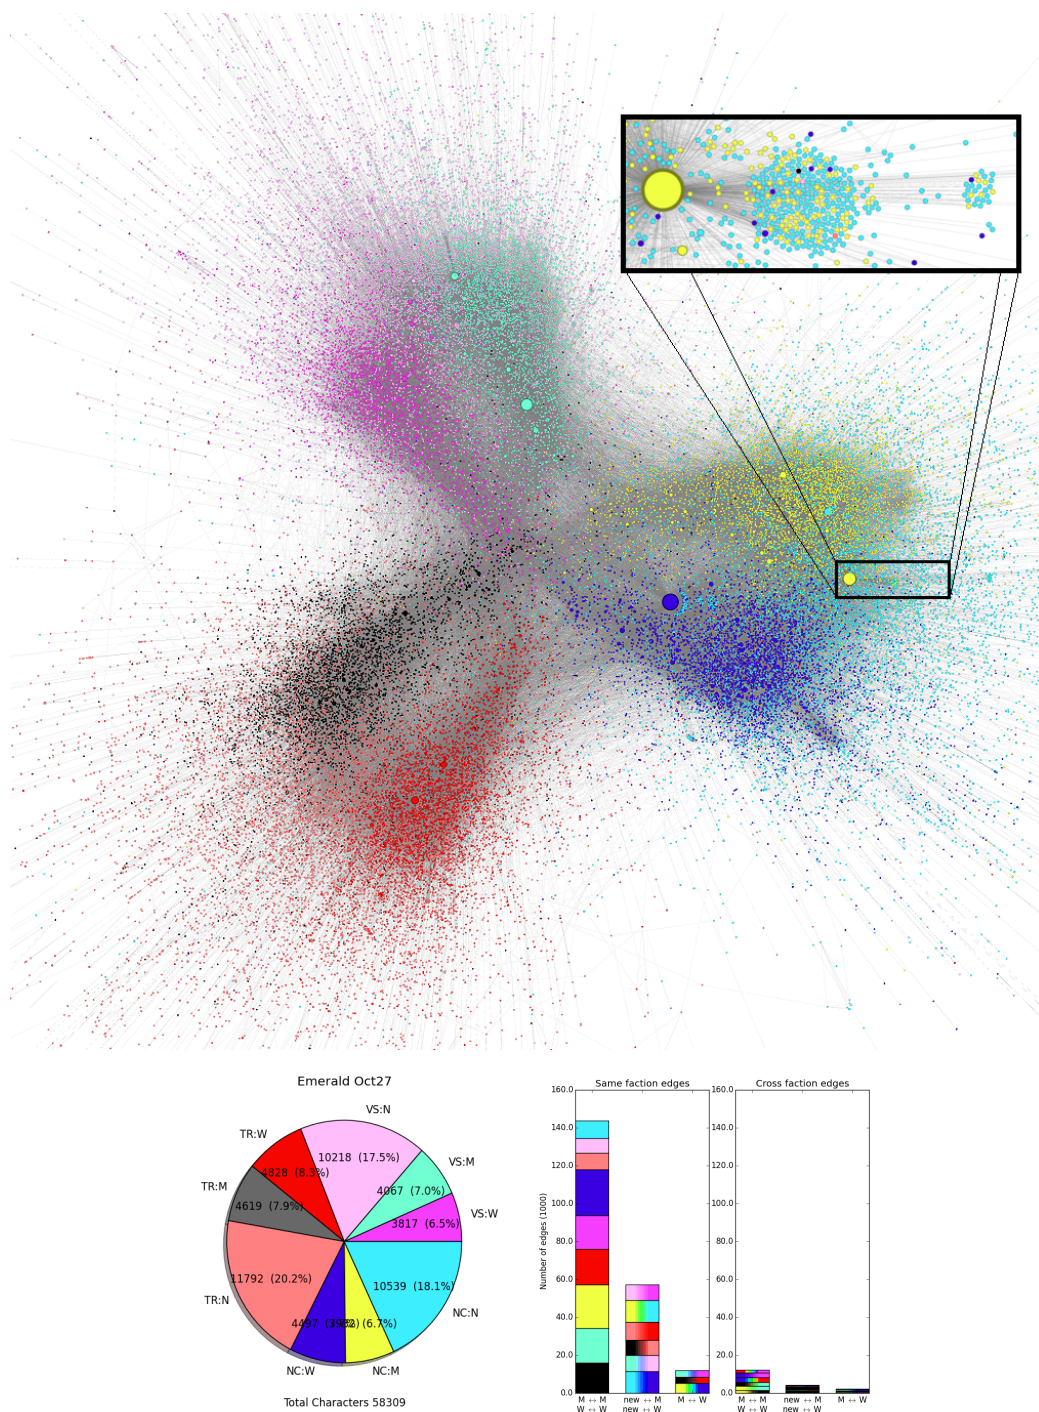 Emerald Oct27
VS:N
TR:W
10218 (17.5%)
4828 (8.3%)
VS:M
4067 (7.0%)
TR:M
4619 (7.9%)
VS:W
3817 (6.5%)
11792 (20.2%)
10539 (18.1%)
TR:N
NC:N
4497
(6.7%)
NC:W
NC:M
Total Characters 58309
Same faction edges
Cross faction edges
Number of edges (1000)
160.0
140.0
120.0
100.0
80.0
60.0
40.0
20.0
0.0
M ↔ M
W ↔ W
new ↔ M
new ↔ W
M ↔ W
160.0
140.0
120.0
100.0
80.0
60.0
40.0
20.0
0.0
M ↔ M
W ↔ W
new ↔ M
new ↔ W
M ↔ W